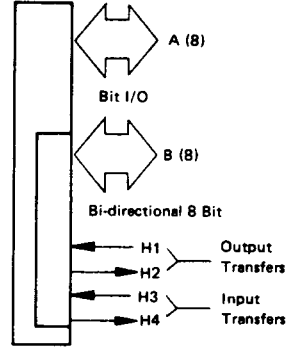 A (8)
Bit I/O
B (8)
Bi-directional 8 Bit
H1
H2
Output
Transfers
H3
H4
Input
Transfers